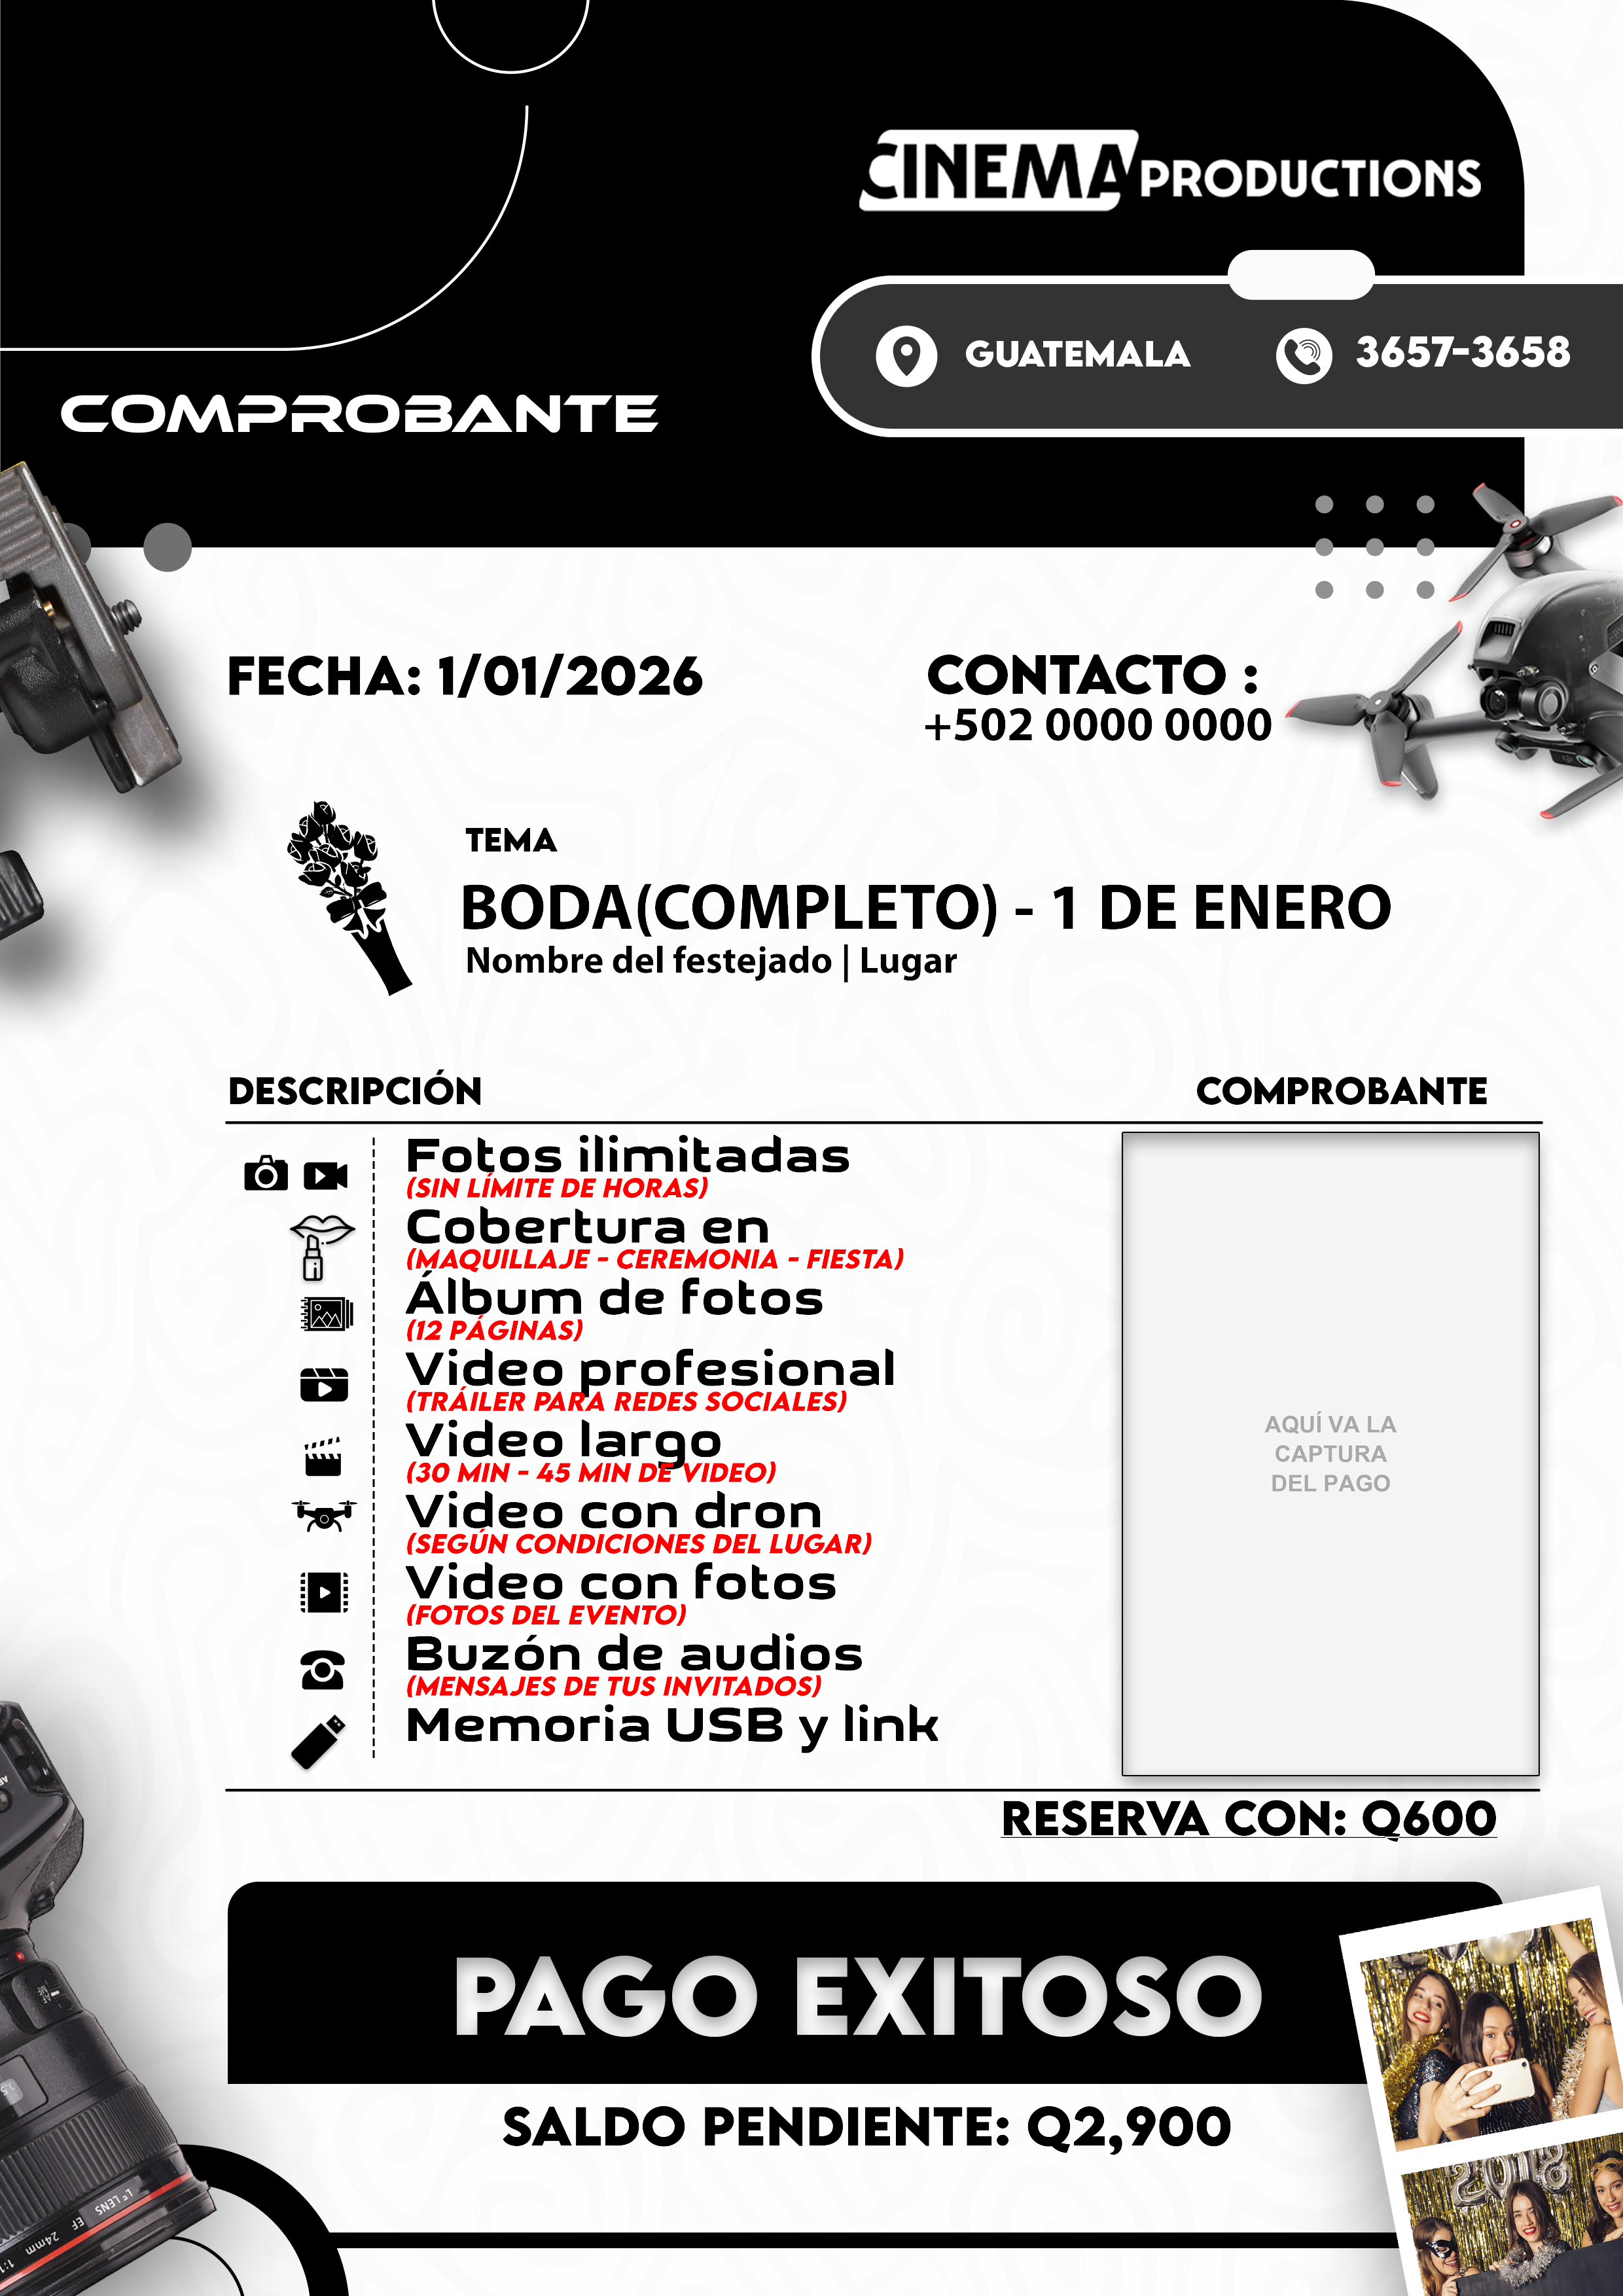 CINEMA PRODUCTIONS
GUATEMALA
3657-3658
COMPROBANTE
FECHA: 1/01/2026
CONTACTO :
+502 0000 0000
TEMA
BODA(COMPLETO) - 1 DE ENERO
Nombre del festejado | Lugar
DESCRIPCIÓN
COMPROBANTE
Fotos ilimitadas
(SIN LÍMITE DE HORAS)
Cobertura en
(MAQUILLAJE - CEREMONIA - FIESTA)
Álbum de fotos
(12 PÁGINAS)
Video profesional
(TRÁILER PARA REDES SOCIALES)
Video largo
(30 MIN - 45 MIN DE VIDEO)
Video con dron
(SEGÚN CONDICIONES DEL LUGAR)
Video con fotos
(FOTOS DEL EVENTO)
Buzón de audios
(MENSAJES DE TUS INVITADOS)
Memoria USB y link
AQUÍ VA LA
CAPTURA
DEL PAGO
RESERVA CON: Q600
PAGO EXITOSO
SALDO PENDIENTE: Q2,900
LENS
EF 24mm
2018